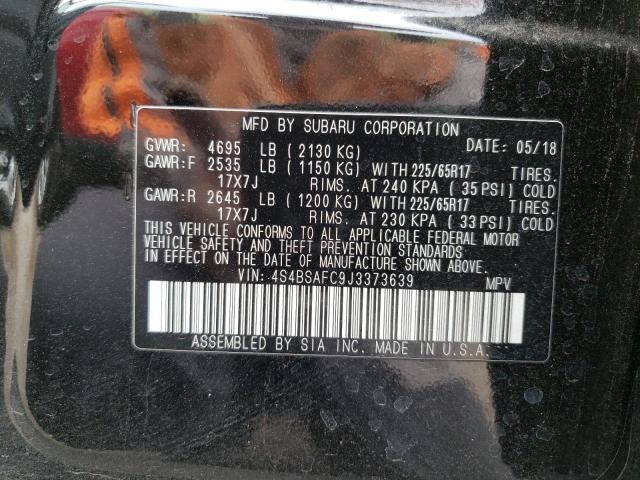 MFD BY SUBARU CORPORATION
GVWR: 4695 LB ( 2130 KG) DATE: 05/18
GAWR:F 2535 LB ( 1150 KG) WITH 225/65R17 TIRES.
17X7J RIMS. AT 240 KPA ( 35 PSI) COLD
GAWR:R 2645 LB ( 1200 KG) WITH 225/65R17 TIRES.
17X7J RIMS. AT 230 KPA ( 33 PSI) COLD
THIS VEHICLE CONFORMS TO ALL APPLICABLE FEDERAL MOTOR
VEHICLE SAFETY AND THEFT PREVENTION STANDARDS
IN EFFECT ON THE DATE OF MANUFACTURE SHOWN ABOVE.
VIN: 4S4BSAFC9J3373639 MPV
ASSEMBLED BY SIA INC. MADE IN U.S.A.